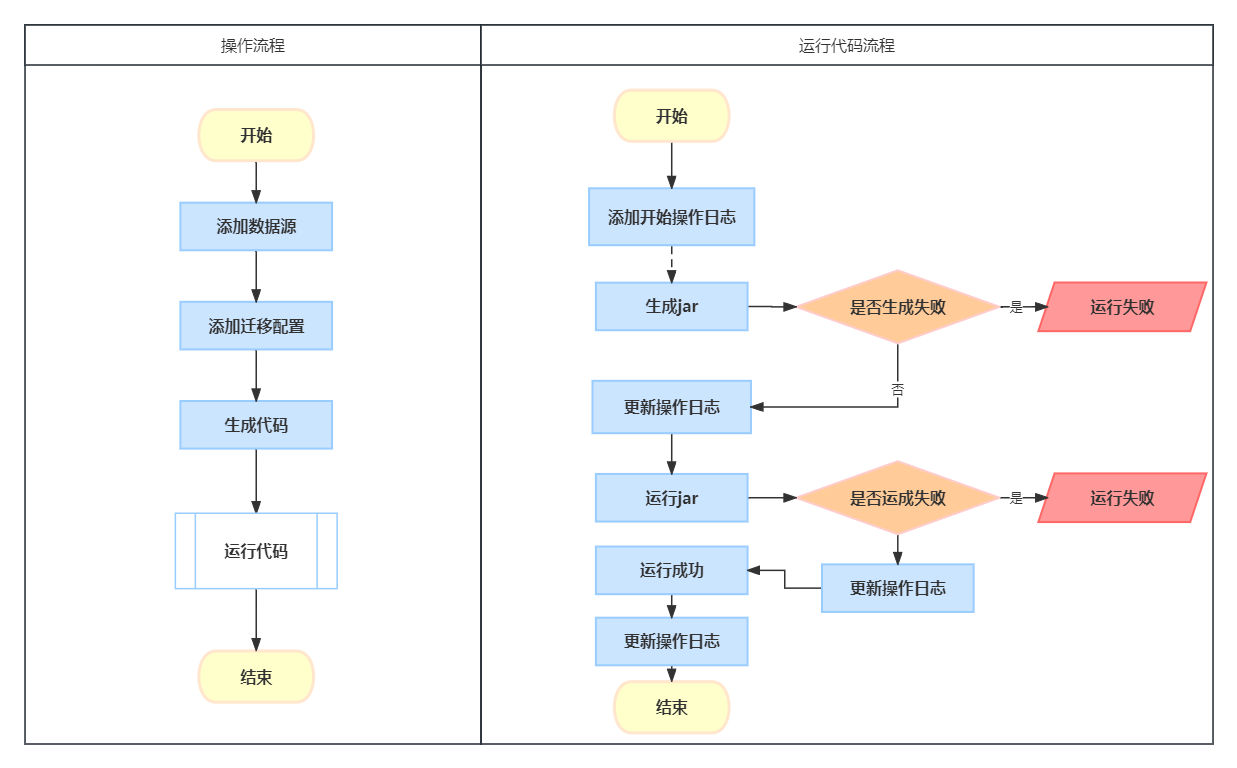 操作流程
开始
添加数据源
添加迁移配置
生成代码
运行代码
结束
运行代码流程
开始
添加开始操作日志
生成jar
是否生成失败
是
运行失败
否
更新操作日志
运行jar
是否运成失败
是
运行失败
更新操作日志
运行成功
更新操作日志
结束